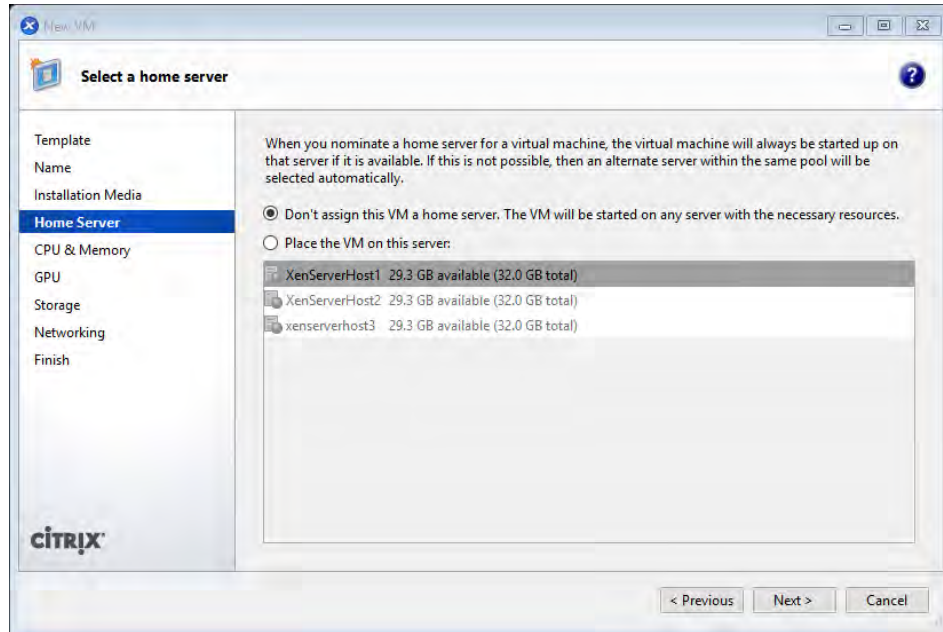 New VM
Select a home server
?
Template
Name
Installation Media
Home Server
CPU & Memory
GPU
Storage
Networking
Finish
When you nominate a home server for a virtual machine, the virtual machine will always be started up on
that server if it is available. If this is not possible, then an alternate server within the same pool will be
selected automatically.
Don't assign this VM a home server. The VM will be started on any server with the necessary resources.
Place the VM on this server:
XenServerHost1 29.3 GB available (32.0 GB total)
XenServerHost2 29.3 GB available (32.0 GB total)
xenserverhost3 29.3 GB available (32.0 GB total)
CITRIX
< Previous
Next >
Cancel